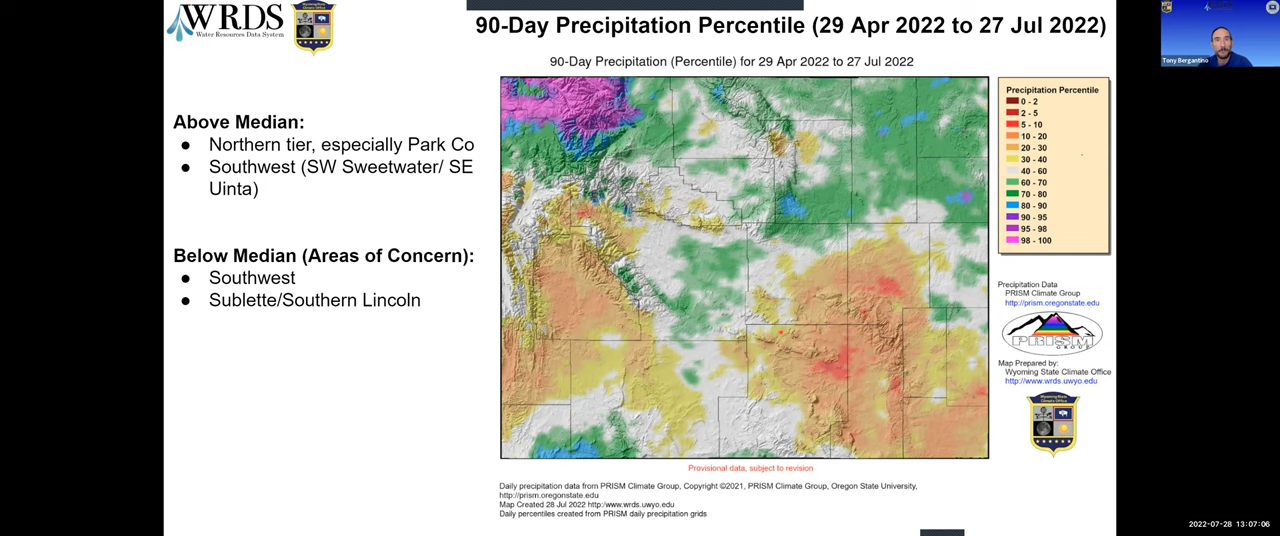 WRDS
Water Resources Data System
90-Day Precipitation Percentile (29 Apr 2022 to 27 Jul 2022)
Tony Bergantino
90-Day Precipitation (Percentile) for 29 Apr 2022 to 27 Jul 2022
Above Median:
● Northern tier, especially Park Co
● Southwest (SW Sweetwater/ SE
Uinta)
Below Median (Areas of Concern):
● Southwest
● Sublette/Southern Lincoln
Precipitation Percentile
0 - 2
2 - 5
5 - 10
10 - 20
20 - 30
30 - 40
40 - 60
60 - 70
70 - 80
80 - 90
90 - 95
95 - 98
98 - 100
Precipitation Data
PRISM Climate Group
http://prism.oregonstate.edu
PRISM
GROUP
Map Prepared by:
Wyoming State Climate Office
http://www.wrds.uwyo.edu
Wyoming State
Climate Office
Provisional data, subject to revision
Daily precipitation data from PRISM Climate Group, Copyright ©2021, PRISM Climate Group, Oregon State University,
http://prism.oregonstate.edu
Map Created 28 Jul 2022 http:/www.wrds.uwyo.edu
Daily percentiles created from PRISM daily precipitation grids
2022-07-28 13:07:06